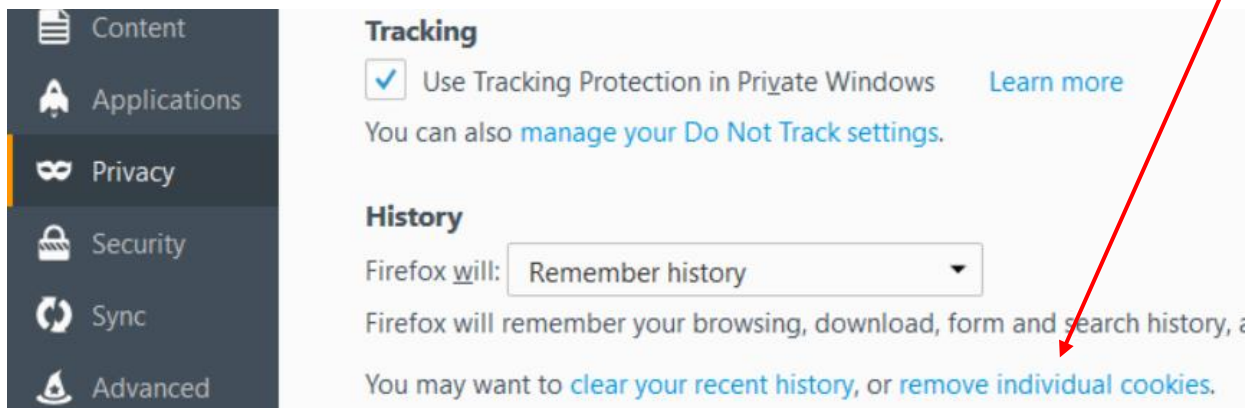 Content
Applications
Privacy
Security
Sync
Advanced
Tracking
Use Tracking Protection in Private Windows Learn more
You can also manage your Do Not Track settings.
History
Firefox will: Remember history
Firefox will remember your browsing, download, form and search history,
You may want to clear your recent history, or remove individual cookies.